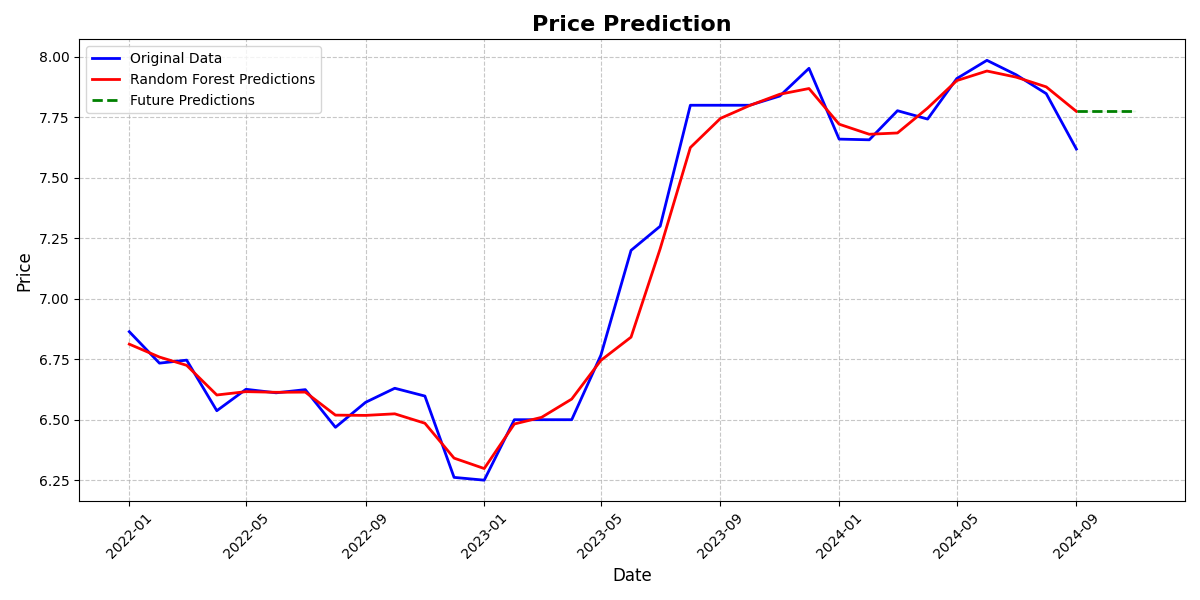 Price Prediction
Original Data
Random Forest Predictions
Future Predictions
8.00
7.75
7.50
7.25
7.00
6.75
6.50
6.25
Price
2022-01
2022-05
2022-09
2023-01
2023-05
2023-09
2024-01
2024-05
2024-09
Date